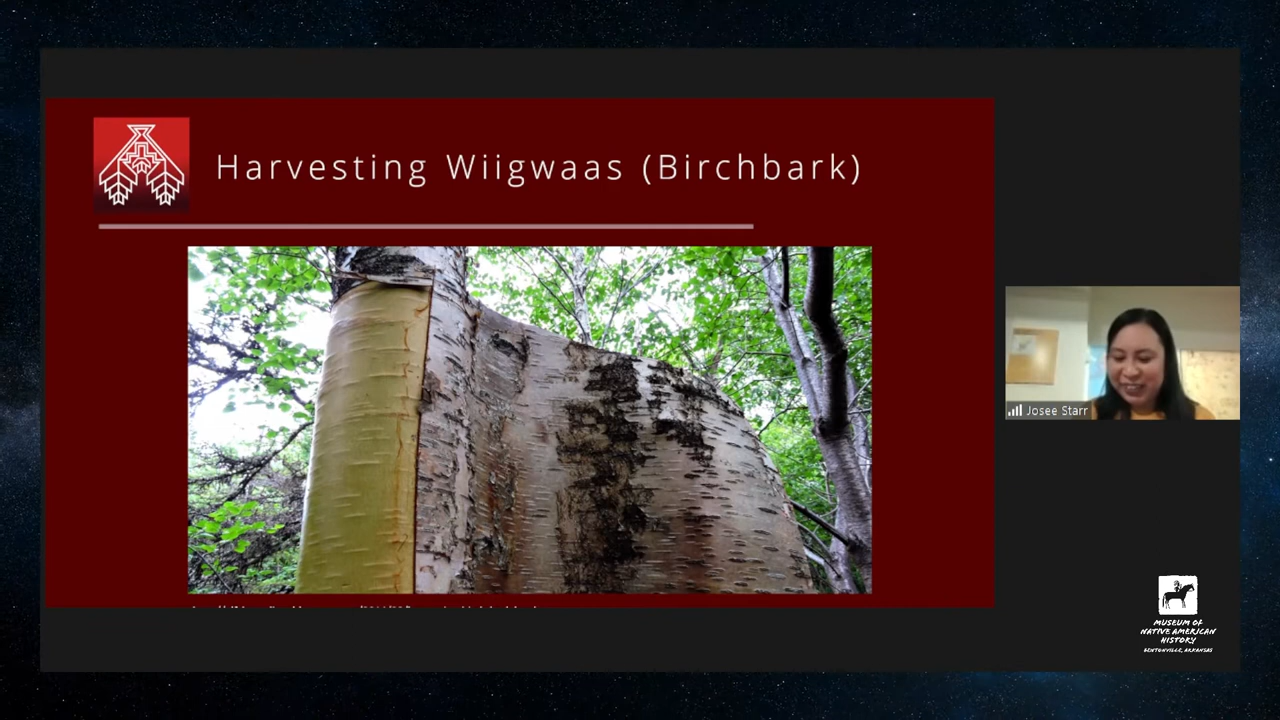 Harvesting Wiigwaas (Birchbark)
Josee Starr
MUSEUM OF
NATIVE AMERICAN
HISTORY
BENTONVILLE, ARKANSAS